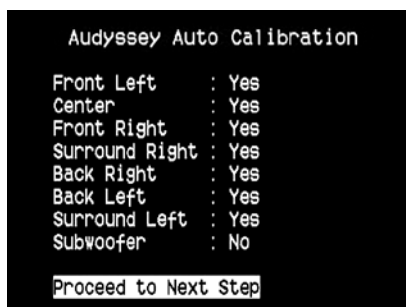 Audyssey Auto Calibration
Front Left : Yes
Center : Yes
Front Right : Yes
Surround Right : Yes
Back Right : Yes
Back Left : Yes
Surround Left : Yes
Subwoofer : No
Proceed to Next Step